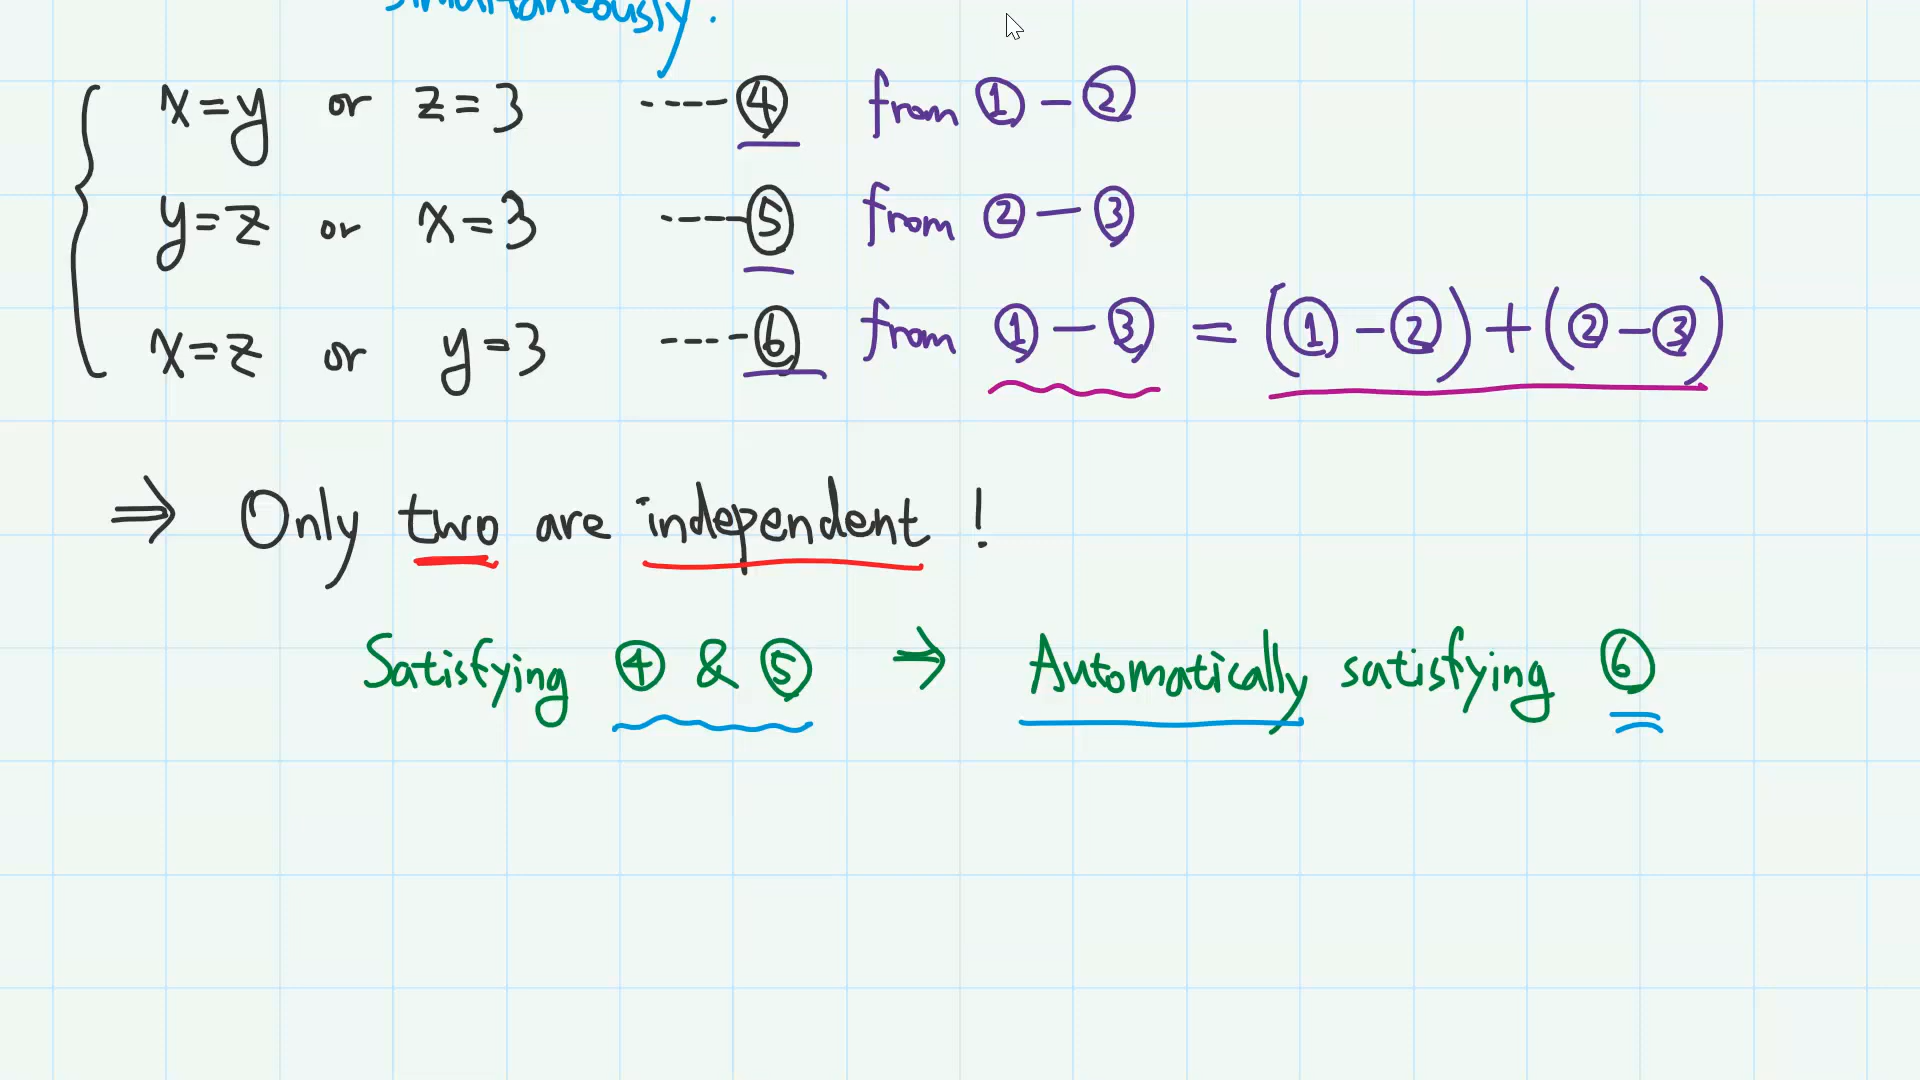 simultaneously.
x=y or z=3 ----④ from ①-②
y=z or x=3 ----⑤ from ②-③
x=z or y=3 ----⑥ from ①-③ = (①-②)+(②-③)
⇒ Only two are independent !
Satisfying ④ & ⑤ ⇒ Automatically satisfying ⑥